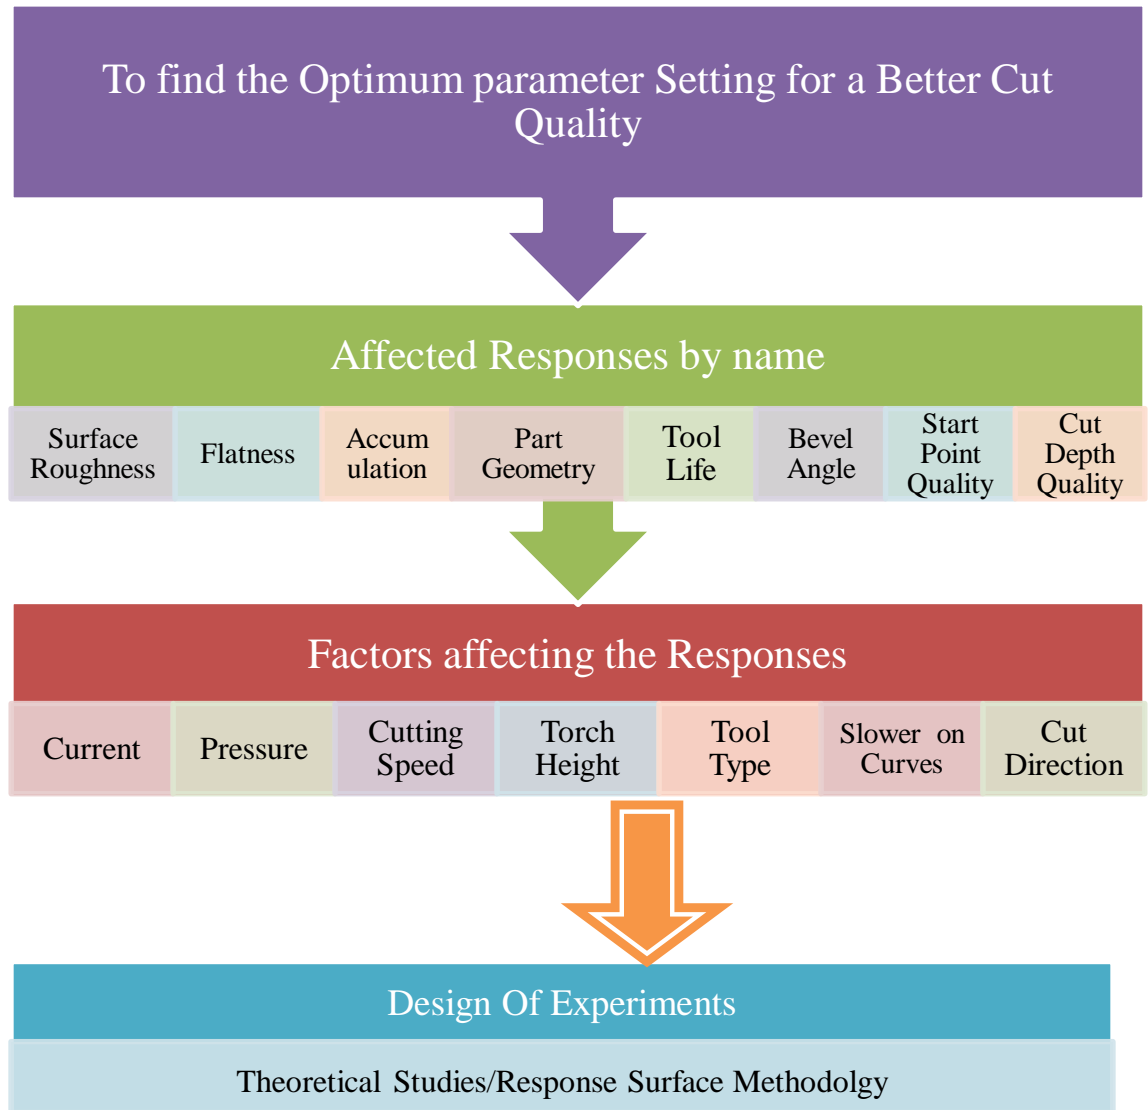 To find the Optimum parameter Setting for a Better Cut
Quality
Affected Responses by name
Surface
Roughness
Flatness
Accum
ulation
Part
Geometry
Tool
Life
Bevel
Angle
Start
Point
Quality
Cut
Depth
Quality
Factors affecting the Responses
Current
Pressure
Cutting
Speed
Torch
Height
Tool
Type
Slower on
Curves
Cut
Direction
Design Of Experiments
Theoretical Studies/Response Surface Methodolgy